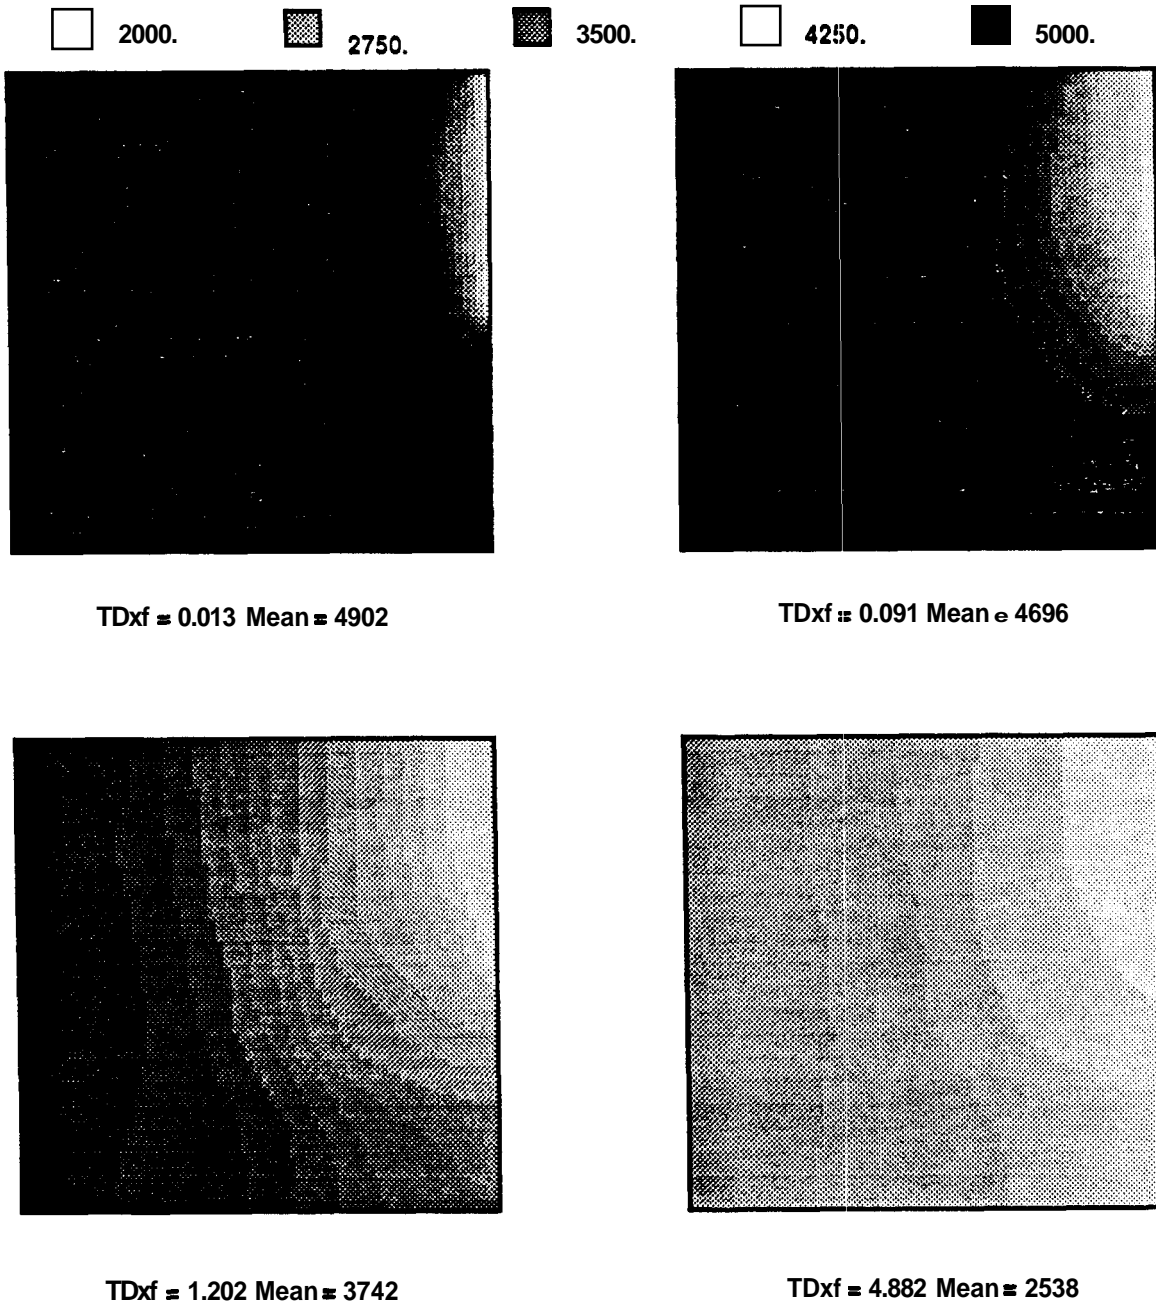 2000. 2750. 3500. 4250. 5000.
TDxf = 0.013 Mean = 4902
TDxf = 0.091 Mean = 4696
TDxf = 1.202 Mean = 3742
TDxf = 4.882 Mean = 2538